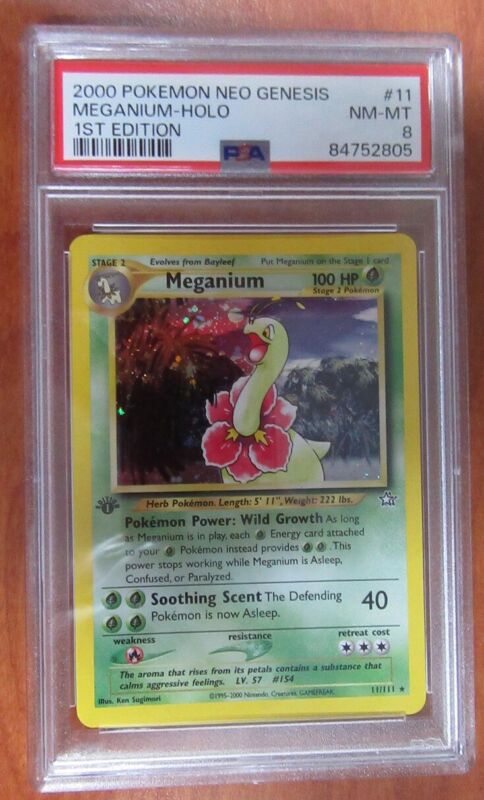 2000 POKEMON NEO GENESIS #11
MEGANIUM-HOLO NM-MT
1ST EDITION 8
PSA 84752805
STAGE 2 Evolves from Bayleef Put Meganium on the Stage 1 card
Meganium 100 HP
Stage 2 Pokémon
Herb Pokémon. Length: 5' 11", Weight: 222 lbs.
Pokémon Power: Wild Growth As long
as Meganium is in play, each Energy card attached
to your Pokémon instead provides . This
power stops working while Meganium is Asleep,
Confused, or Paralyzed.
Soothing Scent The Defending 40
Pokémon is now Asleep.
weakness resistance retreat cost
The aroma that rises from its petals contains a substance that
calms aggressive feelings. LV. 57 #154
Illus. Ken Sugimori ©1995-2000 Nintendo, Creatures, GAMEFREAK. 11/111 ★